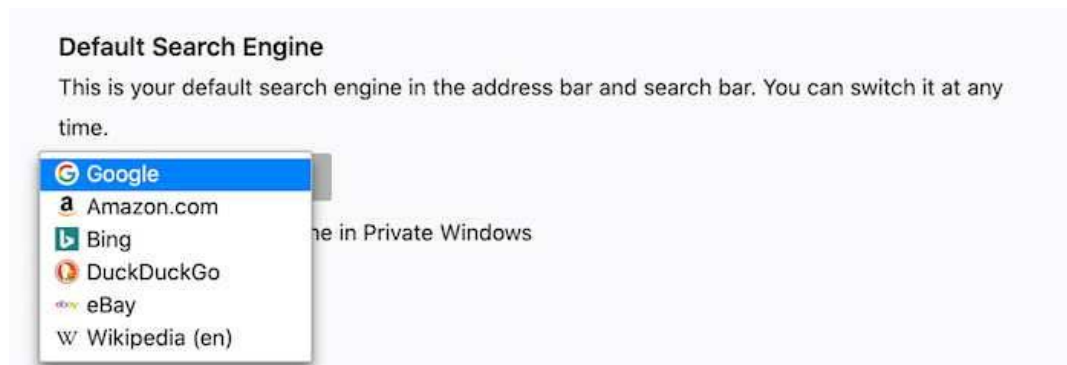 Default Search Engine
This is your default search engine in the address bar and search bar. You can switch it at any
time.
Google
a Amazon.com
ne in Private Windows
Bing
DuckDuckGo
ebay eBay
W Wikipedia (en)